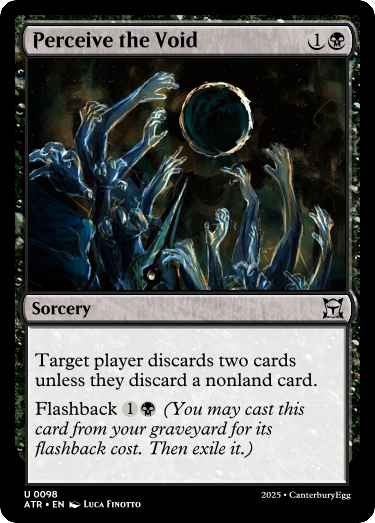 Perceive the Void 1
Sorcery
Target player discards two cards
unless they discard a nonland card.
Flashback 1 (You may cast this
card from your graveyard for its
flashback cost. Then exile it.)
U 0098
ATR • EN Luca Finotto
2025 • CanterburyEgg